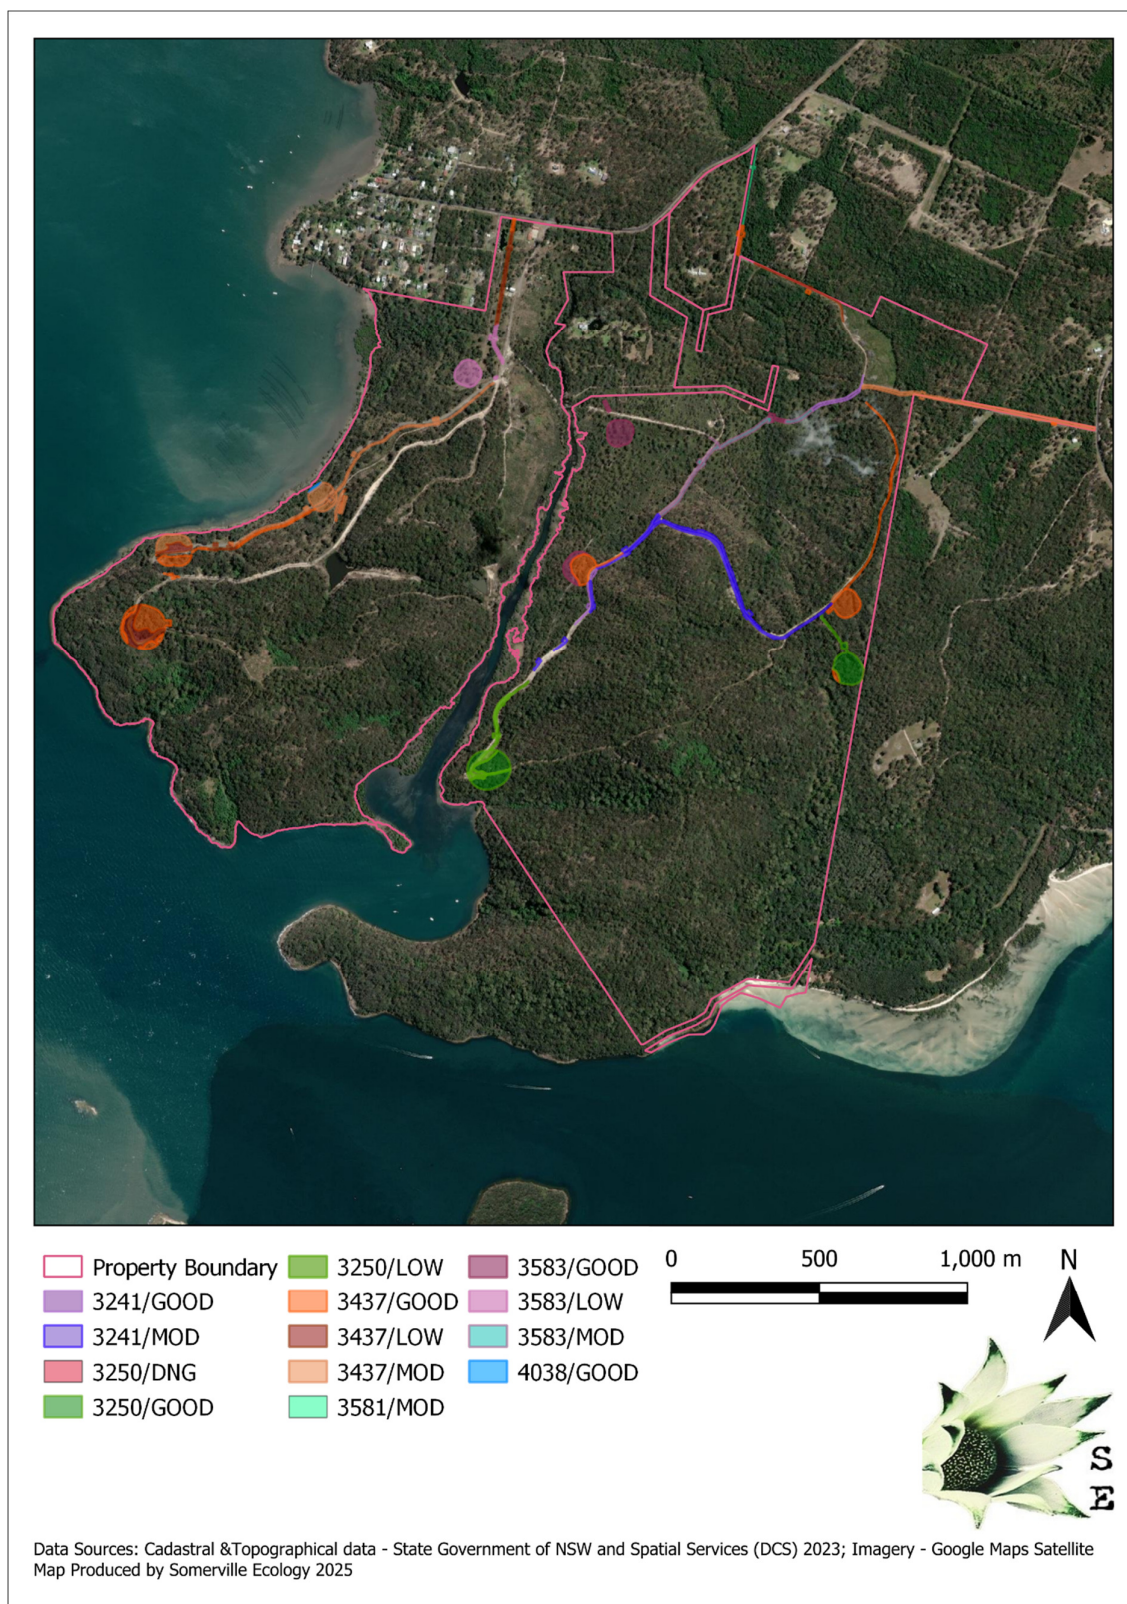 Property Boundary
3241/GOOD
3241/MOD
3250/DNG
3250/GOOD
3250/LOW
3437/GOOD
3437/LOW
3437/MOD
3581/MOD
3583/GOOD
3583/LOW
3583/MOD
4038/GOOD
0 500 1,000 m
N
S
E
Data Sources: Cadastral &Topographical data - State Government of NSW and Spatial Services (DCS) 2023; Imagery - Google Maps Satellite
Map Produced by Somerville Ecology 2025